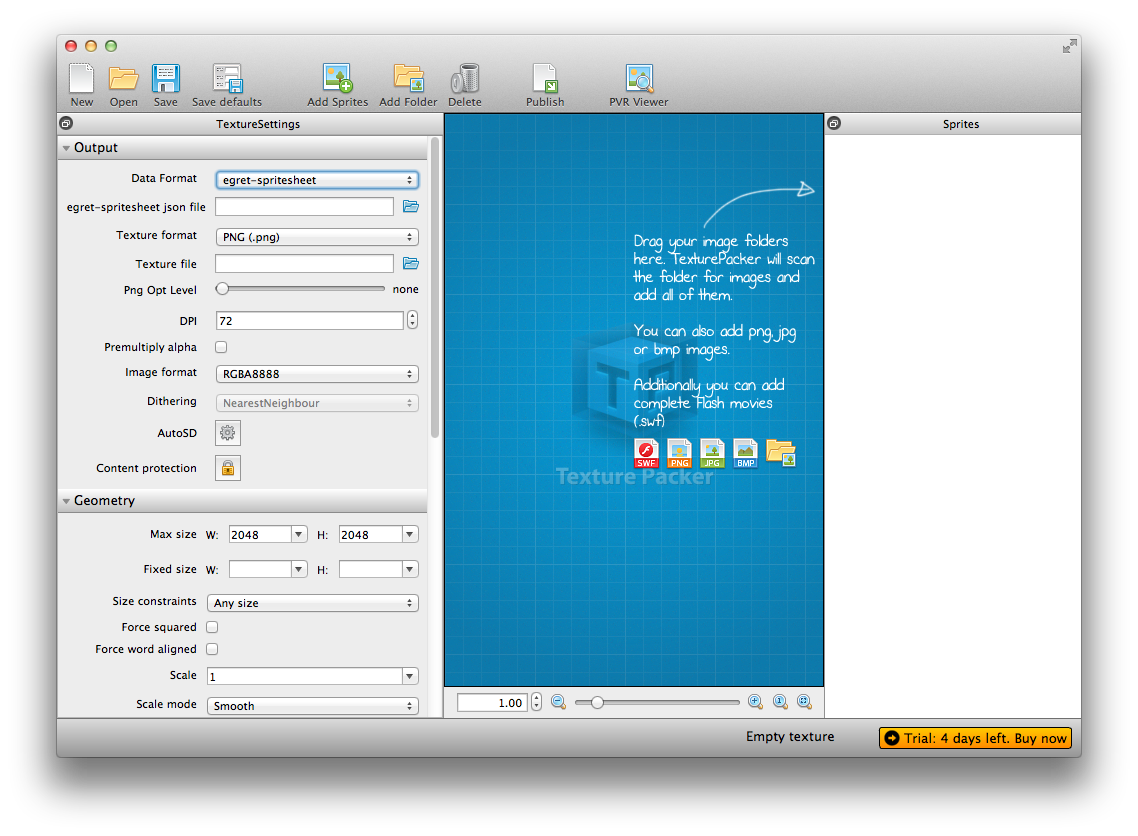 New Open Save Save defaults Add Sprites Add Folder Delete Publish PVR Viewer
TextureSettings
Output
Data Format egret-spritesheet
egret-spritesheet json file
Texture format PNG (.png)
Texture file
Png Opt Level none
DPI 72
Premultiply alpha
Image format RGBA8888
Dithering NearestNeighbour
AutoSD
Content protection
Geometry
Max size W: 2048 H: 2048
Fixed size W: H:
Size constraints Any size
Force squared
Force word aligned
Scale 1
Scale mode Smooth
Drag your image folders
here. TexturePacker will scan
the folder for images and
add all of them.
You can also add png, jpg
or bmp images.
Additionally you can add
complete Flash movies
(.swf)
SWF PNG JPG BMP
Texture Packer
1.00
Sprites
Empty texture
Trial: 4 days left. Buy now